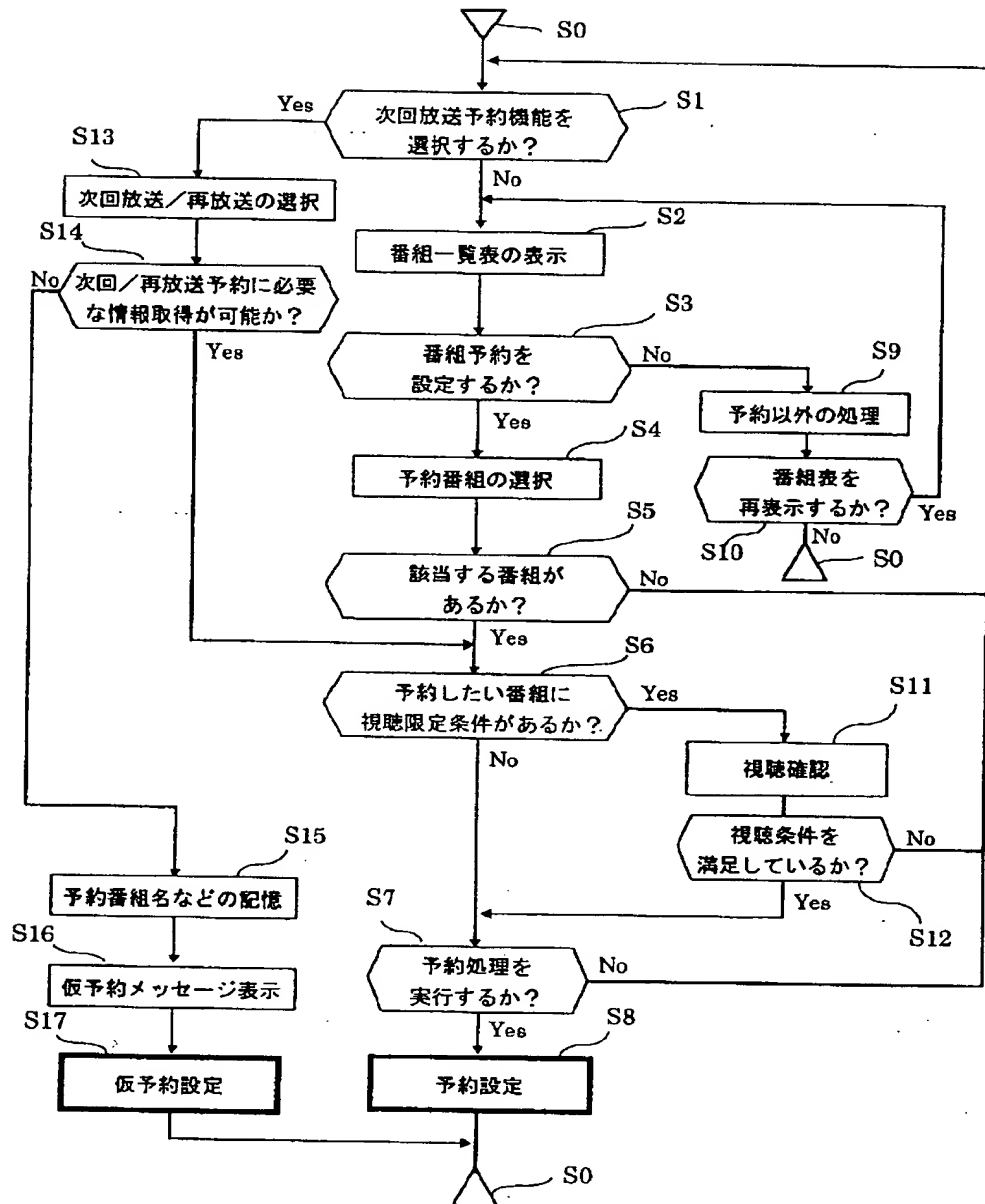 S0
S1
Yes
次回放送予約機能を
選択するか？
S13
No
次回放送／再放送の選択
S2
番組一覧表の表示
S14
No
次回／再放送予約に必要
な情報取得が可能か？
Yes
S3
番組予約を
設定するか？
No
Yes
S9
予約以外の処理
S4
予約番組の選択
番組表を
再表示するか？
Yes
S10
No
S0
S5
該当する番組が
あるか？
No
Yes
S6
予約したい番組に
視聴限定条件があるか？
Yes
No
S11
視聴確認
視聴条件を
満足しているか？
No
Yes
S12
S15
予約番組名などの記憶
S7
予約処理を
実行するか？
No
Yes
S16
仮予約メッセージ表示
S17
仮予約設定
S8
予約設定
S0